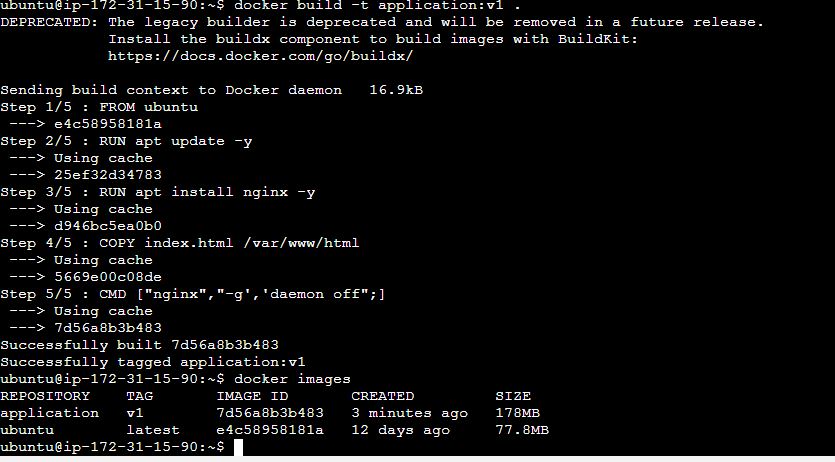 ubuntu@ip-172-31-15-90:~$ docker build -t application:v1 .
DEPRECATED: The legacy builder is deprecated and will be removed in a future release.
            Install the buildx component to build images with BuildKit:
            https://docs.docker.com/go/buildx/

Sending build context to Docker daemon   16.9kB
Step 1/5 : FROM ubuntu
 ---> e4c58958181a
Step 2/5 : RUN apt update -y
 ---> Using cache
 ---> 25ef32d34783
Step 3/5 : RUN apt install nginx -y
 ---> Using cache
 ---> d946bc5ea0b0
Step 4/5 : COPY index.html /var/www/html
 ---> Using cache
 ---> 5669e00c08de
Step 5/5 : CMD ["nginx","-g','daemon off";]
 ---> Using cache
 ---> 7d56a8b3b483
Successfully built 7d56a8b3b483
Successfully tagged application:v1
ubuntu@ip-172-31-15-90:~$ docker images
REPOSITORY    TAG       IMAGE ID       CREATED         SIZE
application   v1        7d56a8b3b483   3 minutes ago   178MB
ubuntu        latest    e4c58958181a   12 days ago     77.8MB
ubuntu@ip-172-31-15-90:~$